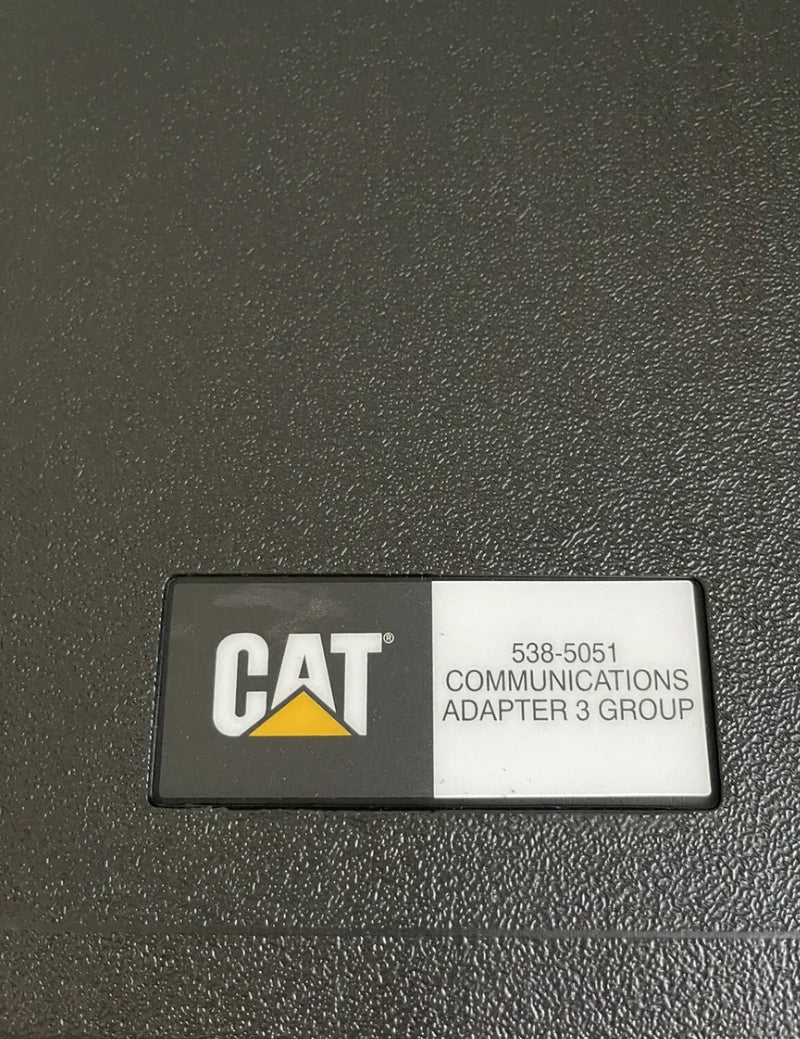 CAT®
538-5051
COMMUNICATIONS
ADAPTER 3 GROUP